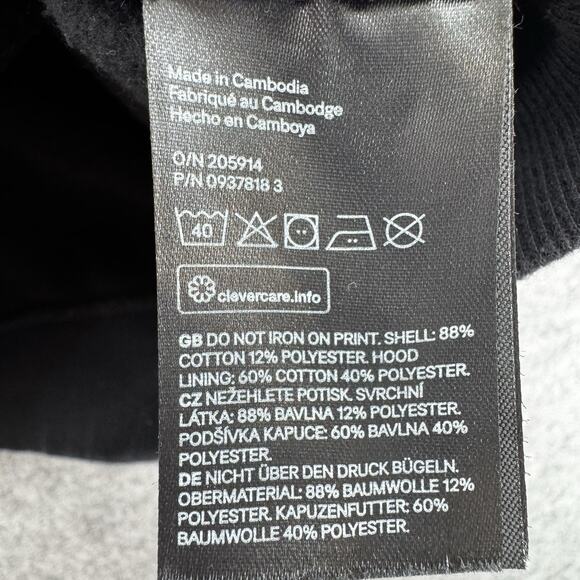 Made in Cambodia
Fabriqué au Cambodge
Hecho en Camboya
O/N 205914
P/N 0937818 3
40
clevercare.info
GB DO NOT IRON ON PRINT. SHELL: 88%
COTTON 12% POLYESTER. HOOD
LINING: 60% COTTON 40% POLYESTER.
CZ NEŽEHLETE POTISK. SVRCHNÍ
LÁTKA: 88% BAVLNA 12% POLYESTER.
PODŠÍVKA KAPUCE: 60% BAVLNA 40%
POLYESTER.
DE NICHT ÜBER DEN DRUCK BÜGELN.
OBERMATERIAL: 88% BAUMWOLLE 12%
POLYESTER. KAPUZENFUTTER: 60%
BAUMWOLLE 40% POLYESTER.